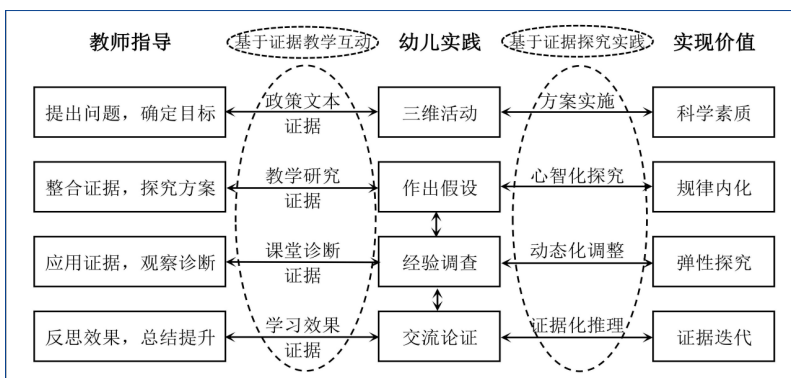 教师指导 基于证据教学互动 幼儿实践 基于证据探究实践 实现价值
提出问题，确定目标 政策文本 三维活动 方案实施 科学素质
证据
整合证据，探究方案 教学研究 作出假设 心智化探究 规律内化
证据
应用证据，观察诊断 课堂诊断 经验调查 动态化调整 弹性探究
证据
反思效果，总结提升 学习效果 交流论证 证据化推理 证据迭代
证据